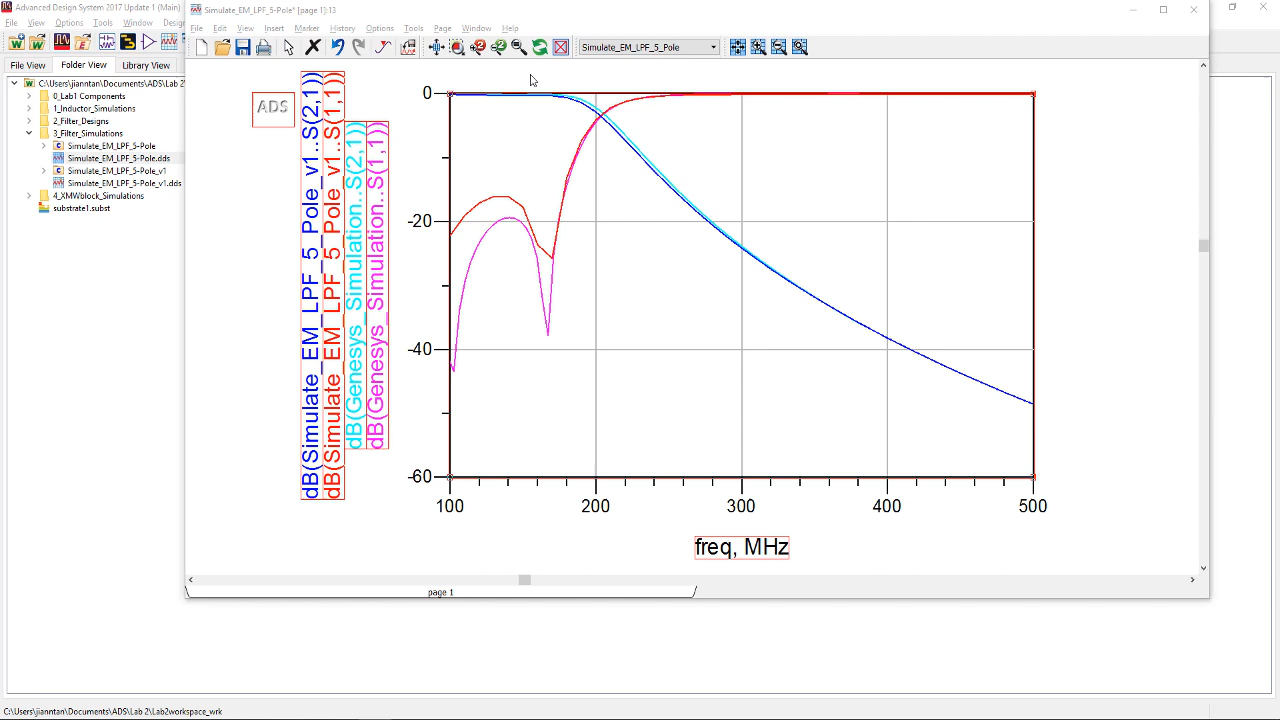 Advanced Design System 2017 Update 1 (Main)
File View Options Tools Window Desig
File View Folder View Library View
C:\Users\jianntan\Documents\ADS\Lab 2
0_Lab1 Components
1_Inductor_Simulations
2_Filter_Designs
3_Filter_Simulations
Simulate_EM_LPF_5-Pole
Simulate_EM_LPF_5-Pole.dds
Simulate_EM_LPF_5-Pole_v1
Simulate_EM_LPF_5-Pole_v1.dds
4_XMWblock_Simulations
substrate1.subst
Simulate_EM_LPF_5-Pole* [page 1]:13
File Edit View Insert Marker History Options Tools Page Window Help
Simulate_EM_LPF_5_Pole
ADS
dB(Simulate_EM_LPF_5_Pole_v1..S(2,1))
dB(Simulate_EM_LPF_5_Pole_v1..S(1,1))
dB(Genesys_Simulation..S(2,1))
dB(Genesys_Simulation..S(1,1))
0
-20
-40
-60
100 200 300 400 500
freq, MHz
page 1
C:\Users\jianntan\Documents\ADS\Lab 2\Lab2workspace_wrk